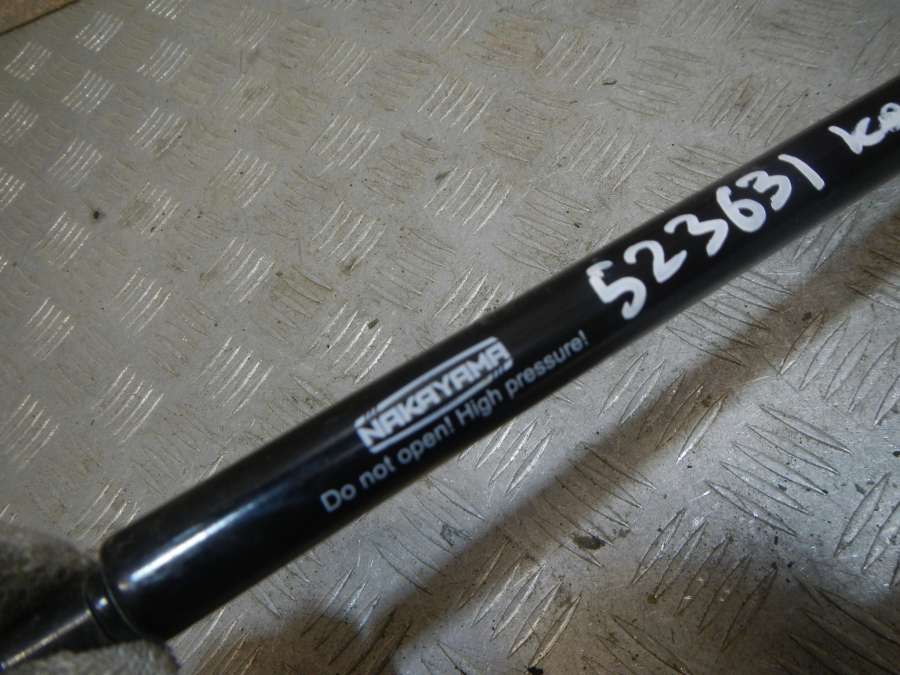 523631
NAKAYAMA
Do not open! High pressure!